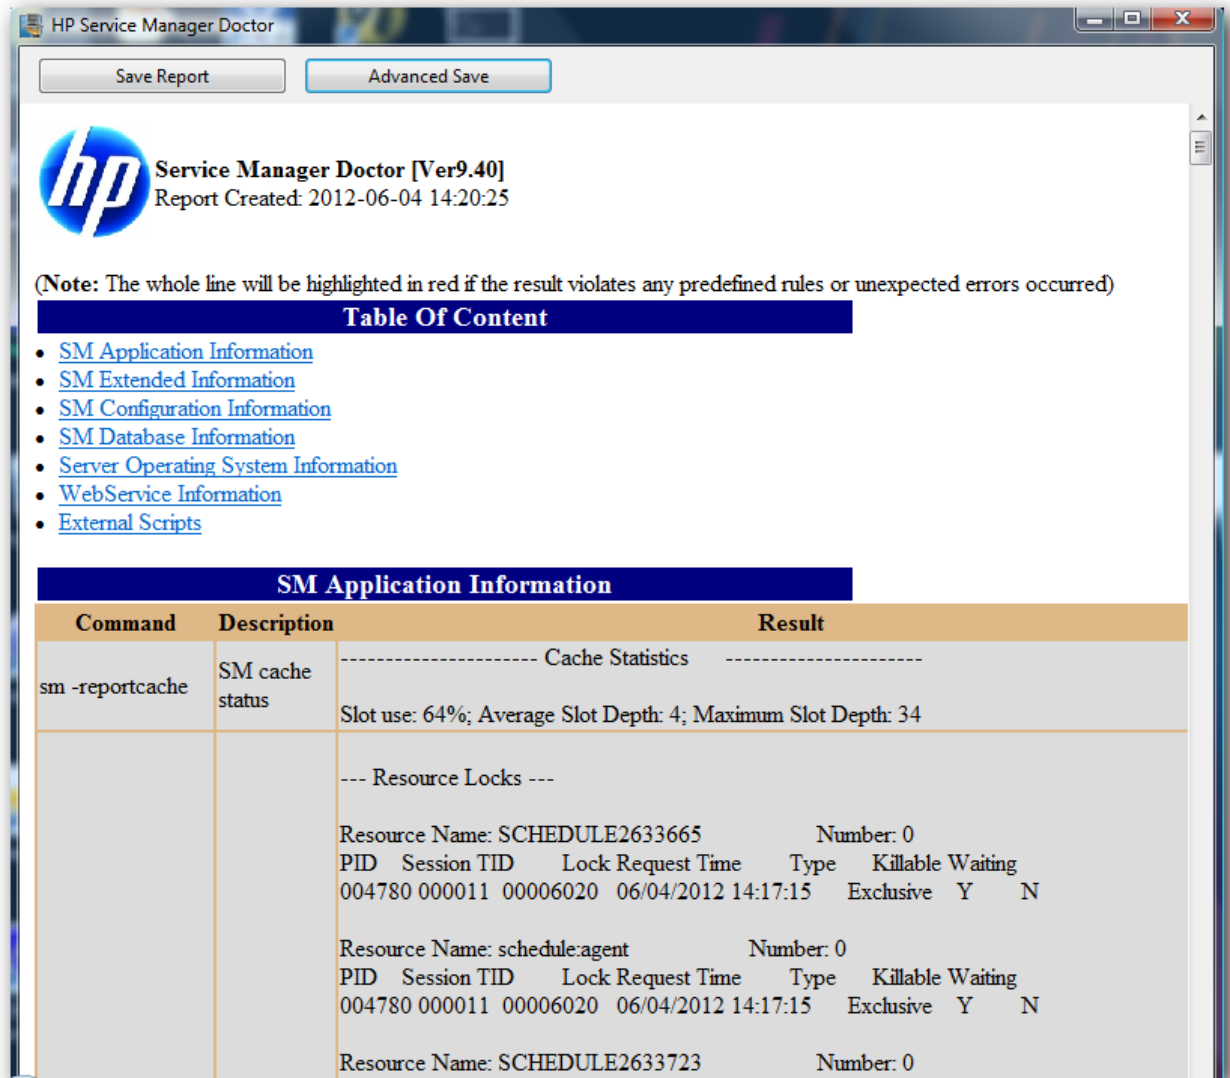 HP Service Manager Doctor
Save Report
Advanced Save
hp
Service Manager Doctor [Ver9.40]
Report Created: 2012-06-04 14:20:25
(Note: The whole line will be highlighted in red if the result violates any predefined rules or unexpected errors occurred)
Table Of Content
• SM Application Information
• SM Extended Information
• SM Configuration Information
• SM Database Information
• Server Operating System Information
• WebService Information
• External Scripts
SM Application Information
Command Description Result
sm -reportcache
SM cache
status
---------------------- Cache Statistics ----------------------
Slot use: 64%; Average Slot Depth: 4; Maximum Slot Depth: 34
--- Resource Locks ---
Resource Name: SCHEDULE2633665 Number: 0
PID Session TID Lock Request Time Type Killable Waiting
004780 000011 00006020 06/04/2012 14:17:15 Exclusive Y N
Resource Name: schedule:agent Number: 0
PID Session TID Lock Request Time Type Killable Waiting
004780 000011 00006020 06/04/2012 14:17:15 Exclusive Y N
Resource Name: SCHEDULE2633723 Number: 0